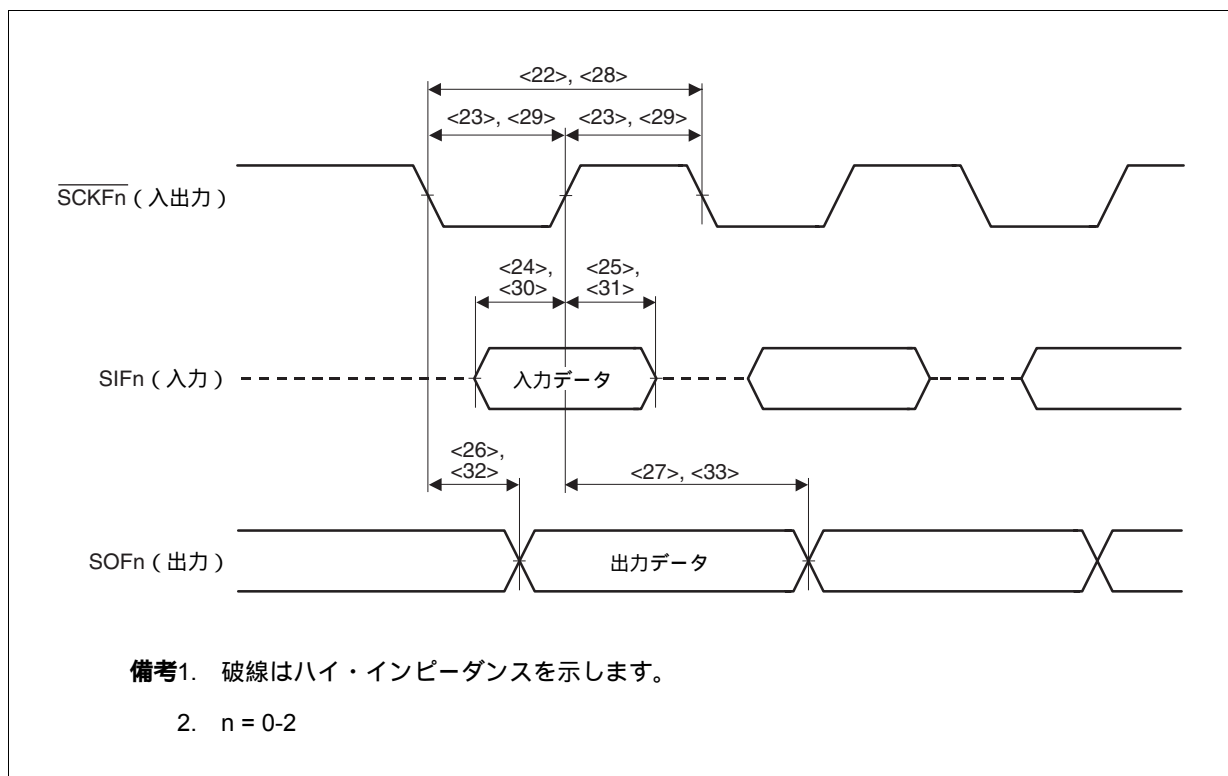 <22>, <28>
<23>, <29> <23>, <29>
SCKFn（入出力）
<24>, <25>,
<30> <31>
SIFn（入力） 入力データ
<26>,
<32> <27>, <33>
SOFn（出力） 出力データ
備考1. 破線はハイ・インピーダンスを示します。
2. n = 0-2